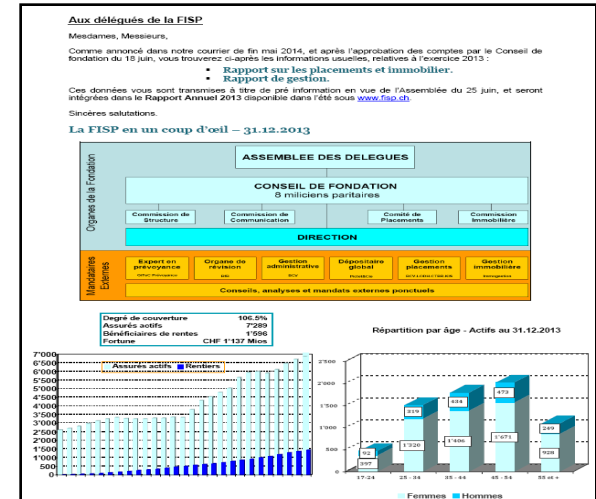 Aux délégués de la FISP
Mesdames, Messieurs,
Comme annoncé dans notre courrier de fin mai 2014, et après l'approbation des comptes par le Conseil de
fondation du 18 juin, vous trouverez ci-après les informations usuelles, relatives à l'exercice 2013 :
• Rapport sur les placements et immobilier.
• Rapport de gestion.
Ces données vous sont transmises à titre de pré information en vue de l'Assemblée du 25 juin, et seront
intégrées dans le Rapport Annuel 2013 disponible dans l'été sous www.fisp.ch.
Sincères salutations.
La FISP en un coup d'œil – 31.12.2013
Organes de la Fondation
ASSEMBLEE DES DELEGUES
CONSEIL DE FONDATION
8 miliciens paritaires
Commission de Structure
Commission de Communication
Comité de Placements
Commission Immobilière
DIRECTION
Mandataires Externes
Expert en prévoyance
Organe de révision
Gestion administrative
Dépositaire global
Gestion placements
Gestion immobilière
Conseils, analyses et mandats externes ponctuels
Degré de couverture 106.5%
Assurés actifs 7'289
Bénéficiaires de rentes 1'596
Fortune CHF 1'137 Mios
Assurés actifs Rentiers
7'000
6'500
6'000
5'500
5'000
4'500
4'000
3'500
3'000
2'500
2'000
1'500
1'000
500
0
Répartition par âge - Actifs au 31.12.2013
2'500
2'000
1'500
1'000
500
0
92
397
319
1'320
434
1'406
473
1'671
249
928
17-24
25 - 34
35 - 44
45 - 54
55 et +
Femmes Hommes